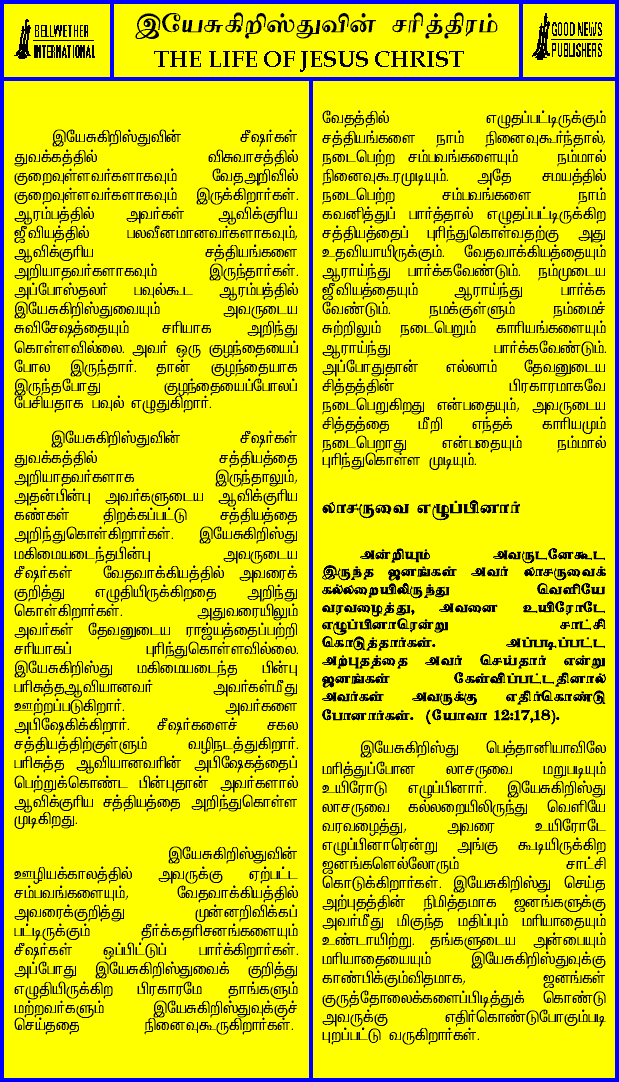 BELLWETHER
INTERNATIONAL
இயேசுகிறிஸ்துவின் சரித்திரம்
THE LIFE OF JESUS CHRIST
GOOD NEWS
PUBLISHERS
இயேசுகிறிஸ்துவின் சீஷர்கள்
துவக்கத்தில் விசுவாசத்தில்
குறைவுள்ளவர்களாகவும் வேதஅறிவில்
குறைவுள்ளவர்களாகவும் இருக்கிறார்கள்.
ஆரம்பத்தில் அவர்கள் ஆவிக்குரிய
ஜீவியத்தில் பலவீனமானவர்களாகவும்,
ஆவிக்குரிய சத்தியங்களை
அறியாதவர்களாகவும் இருந்தார்கள்.
அப்போஸ்தலர் பவுல்கூட ஆரம்பத்தில்
இயேசுகிறிஸ்துவையும் அவருடைய
சுவிசேஷத்தையும் சரியாக அறிந்து
கொள்ளவில்லை. அவர் ஒரு குழந்தையைப்
போல இருந்தார். தான் குழந்தையாக
இருந்தபோது குழந்தையைப்போலப்
பேசியதாக பவுல் எழுதுகிறார்.
இயேசுகிறிஸ்துவின் சீஷர்கள்
துவக்கத்தில் சத்தியத்தை
அறியாதவர்களாக இருந்தாலும்,
அதன்பின்பு அவர்களுடைய ஆவிக்குரிய
கண்கள் திறக்கப்பட்டு சத்தியத்தை
அறிந்துகொள்கிறார்கள். இயேசுகிறிஸ்து
மகிமையடைந்தபின்பு அவருடைய
சீஷர்கள் வேதவாக்கியத்தில் அவரைக்
குறித்து எழுதியிருக்கிறதை அறிந்து
கொள்கிறார்கள். அதுவரையிலும்
அவர்கள் தேவனுடைய ராஜ்யத்தைப்பற்றி
சரியாகப் புரிந்துகொள்ளவில்லை.
இயேசுகிறிஸ்து மகிமையடைந்த பின்பு
பரிசுத்தஆவியானவர் அவர்கள்மீது
ஊற்றப்படுகிறார். அவர்களை
அபிஷேகிக்கிறார். சீஷர்களைச் சகல
சத்தியத்திற்குள்ளும் வழிநடத்துகிறார்.
பரிசுத்த ஆவியானவரின் அபிஷேகத்தைப்
பெற்றுக்கொண்ட பின்புதான் அவர்களால்
ஆவிக்குரிய சத்தியத்தை அறிந்துகொள்ள
முடிகிறது.
இயேசுகிறிஸ்துவின்
ஊழியக்காலத்தில் அவருக்கு ஏற்பட்ட
சம்பவங்களையும், வேதவாக்கியத்தில்
அவரைக்குறித்து முன்னறிவிக்கப்
பட்டிருக்கும் தீர்க்கதரிசனங்களையும்
சீஷர்கள் ஒப்பிட்டுப் பார்க்கிறார்கள்.
அப்போது இயேசுகிறிஸ்துவைக் குறித்து
எழுதியிருக்கிற பிரகாரமே தாங்களும்
மற்றவர்களும் இயேசுகிறிஸ்துவுக்குச்
செய்ததை நினைவுகூருகிறார்கள்.
வேதத்தில் எழுதப்பட்டிருக்கும்
சத்தியங்களை நாம் நினைவுகூர்ந்தால்,
நடைபெற்ற சம்பவங்களையும் நம்மால்
நினைவுகூரமுடியும். அதே சமயத்தில்
நடைபெற்ற சம்பவங்களை நாம்
கவனித்துப் பார்த்தால் எழுதப்பட்டிருக்கிற
சத்தியத்தைப் புரிந்துகொள்வதற்கு அது
உதவியாயிருக்கும். வேதவாக்கியத்தையும்
ஆராய்ந்து பார்க்கவேண்டும். நம்முடைய
ஜீவியத்தையும் ஆராய்ந்து பார்க்க
வேண்டும். நமக்குள்ளும் நம்மைச்
சுற்றிலும் நடைபெறும் காரியங்களையும்
ஆராய்ந்து பார்க்கவேண்டும்.
அப்போதுதான் எல்லாம் தேவனுடைய
சித்தத்தின் பிரகாரமாகவே
நடைபெறுகிறது என்பதையும், அவருடைய
சித்தத்தை மீறி எந்தக் காரியமும்
நடைபெறாது என்பதையும் நம்மால்
புரிந்துகொள்ள முடியும்.
லாசருவை எழுப்பினார்
அன்றியும் அவருடனேகூட
இருந்த ஜனங்கள் அவர் லாசருவைக்
கல்லறையிலிருந்து வெளியே
வரவழைத்து, அவனை உயிரோடே
எழுப்பினாரென்று சாட்சி
கொடுத்தார்கள். அப்படிப்பட்ட
அற்புதத்தை அவர் செய்தார் என்று
ஜனங்கள் கேள்விப்பட்டதினால்
அவர்கள் அவருக்கு எதிர்கொண்டு
போனார்கள். (யோவா 12:17,18).
இயேசுகிறிஸ்து பெத்தானியாவிலே
மரித்துப்போன லாசருவை மறுபடியும்
உயிரோடு எழுப்பினார். இயேசுகிறிஸ்து
லாசருவை கல்லறையிலிருந்து வெளியே
வரவழைத்து, அவரை உயிரோடே
எழுப்பினாரென்று அங்கு கூடியிருக்கிற
ஜனங்களெல்லோரும் சாட்சி
கொடுக்கிறார்கள். இயேசுகிறிஸ்து செய்த
அற்புதத்தின் நிமித்தமாக ஜனங்களுக்கு
அவர்மீது மிகுந்த மதிப்பும் மரியாதையும்
உண்டாயிற்று. தங்களுடைய அன்பையும்
மரியாதையையும் இயேசுகிறிஸ்துவுக்கு
காண்பிக்கும்விதமாக, ஜனங்கள்
குருத்தோலைக்களைப்பிடித்துக் கொண்டு
அவருக்கு எதிர்கொண்டுபோகும்படி
புறப்பட்டு வருகிறார்கள்.